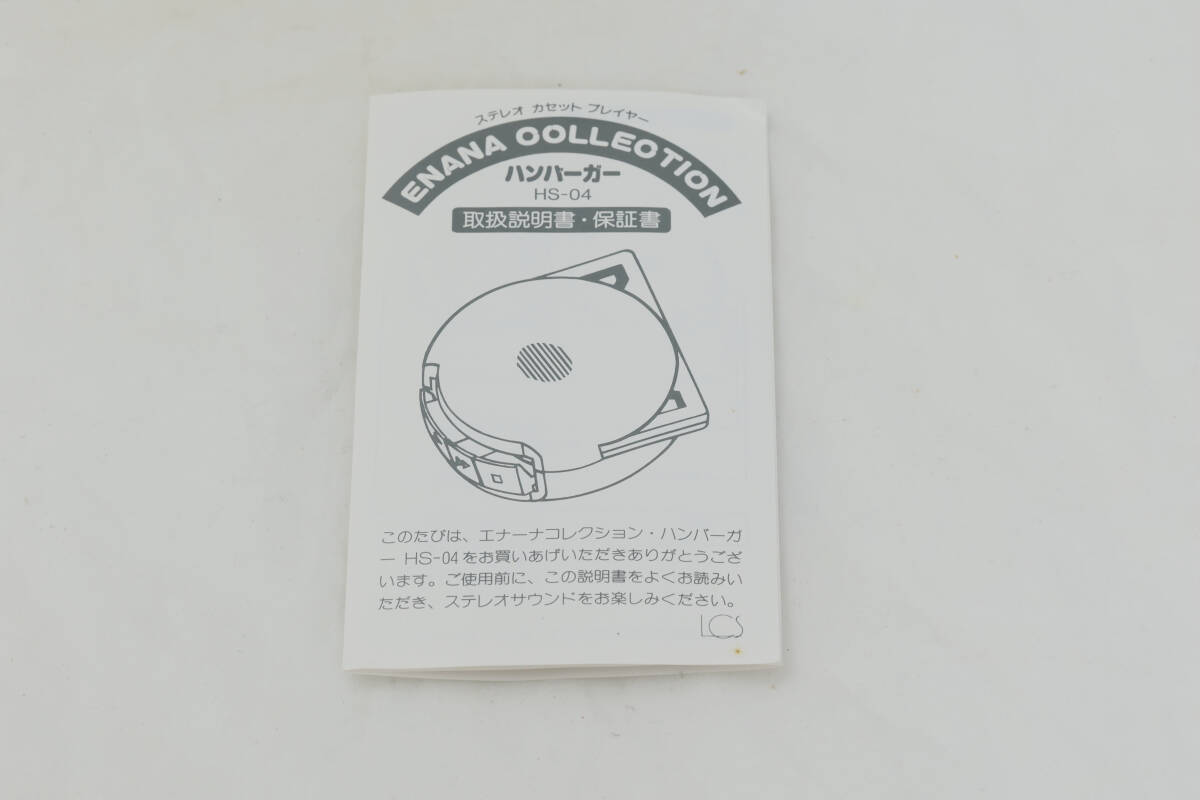 ステレオ カセット プレイヤー
ENANA COLLECTION
ハンバーガー
HS-04
取扱説明書・保証書
このたびは、エナーナコレクション・ハンバーガ
ー HS-04をお買いあげいただきありがとうござ
います。ご使用前に、この説明書をよくお読みい
ただき、ステレオサウンドをお楽しみください。
LCS